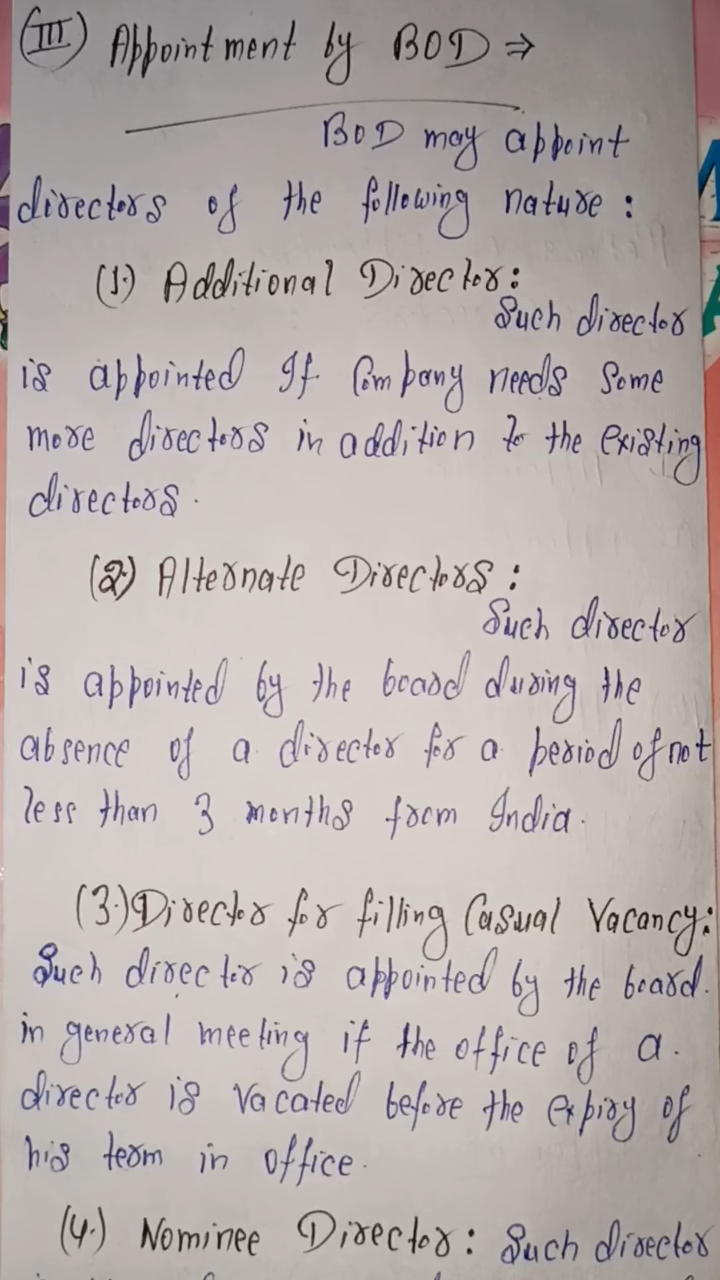 (III) Appointment by BOD ⇒
BOD may appoint
directors of the following nature :
(1.) Additional Director :
Such director
is appointed If Company needs Some
more directors in addition to the existing
directors.
(2.) Alternate Directors :
Such director
is appointed by the board during the
absence of a director for a period of not
less than 3 months from India.
(3.) Director for filling Casual Vacancy :
Such director is appointed by the board.
in general meeting if the office of a.
director is vacated before the expiry of
his term in office.
(4.) Nominee Director : Such director